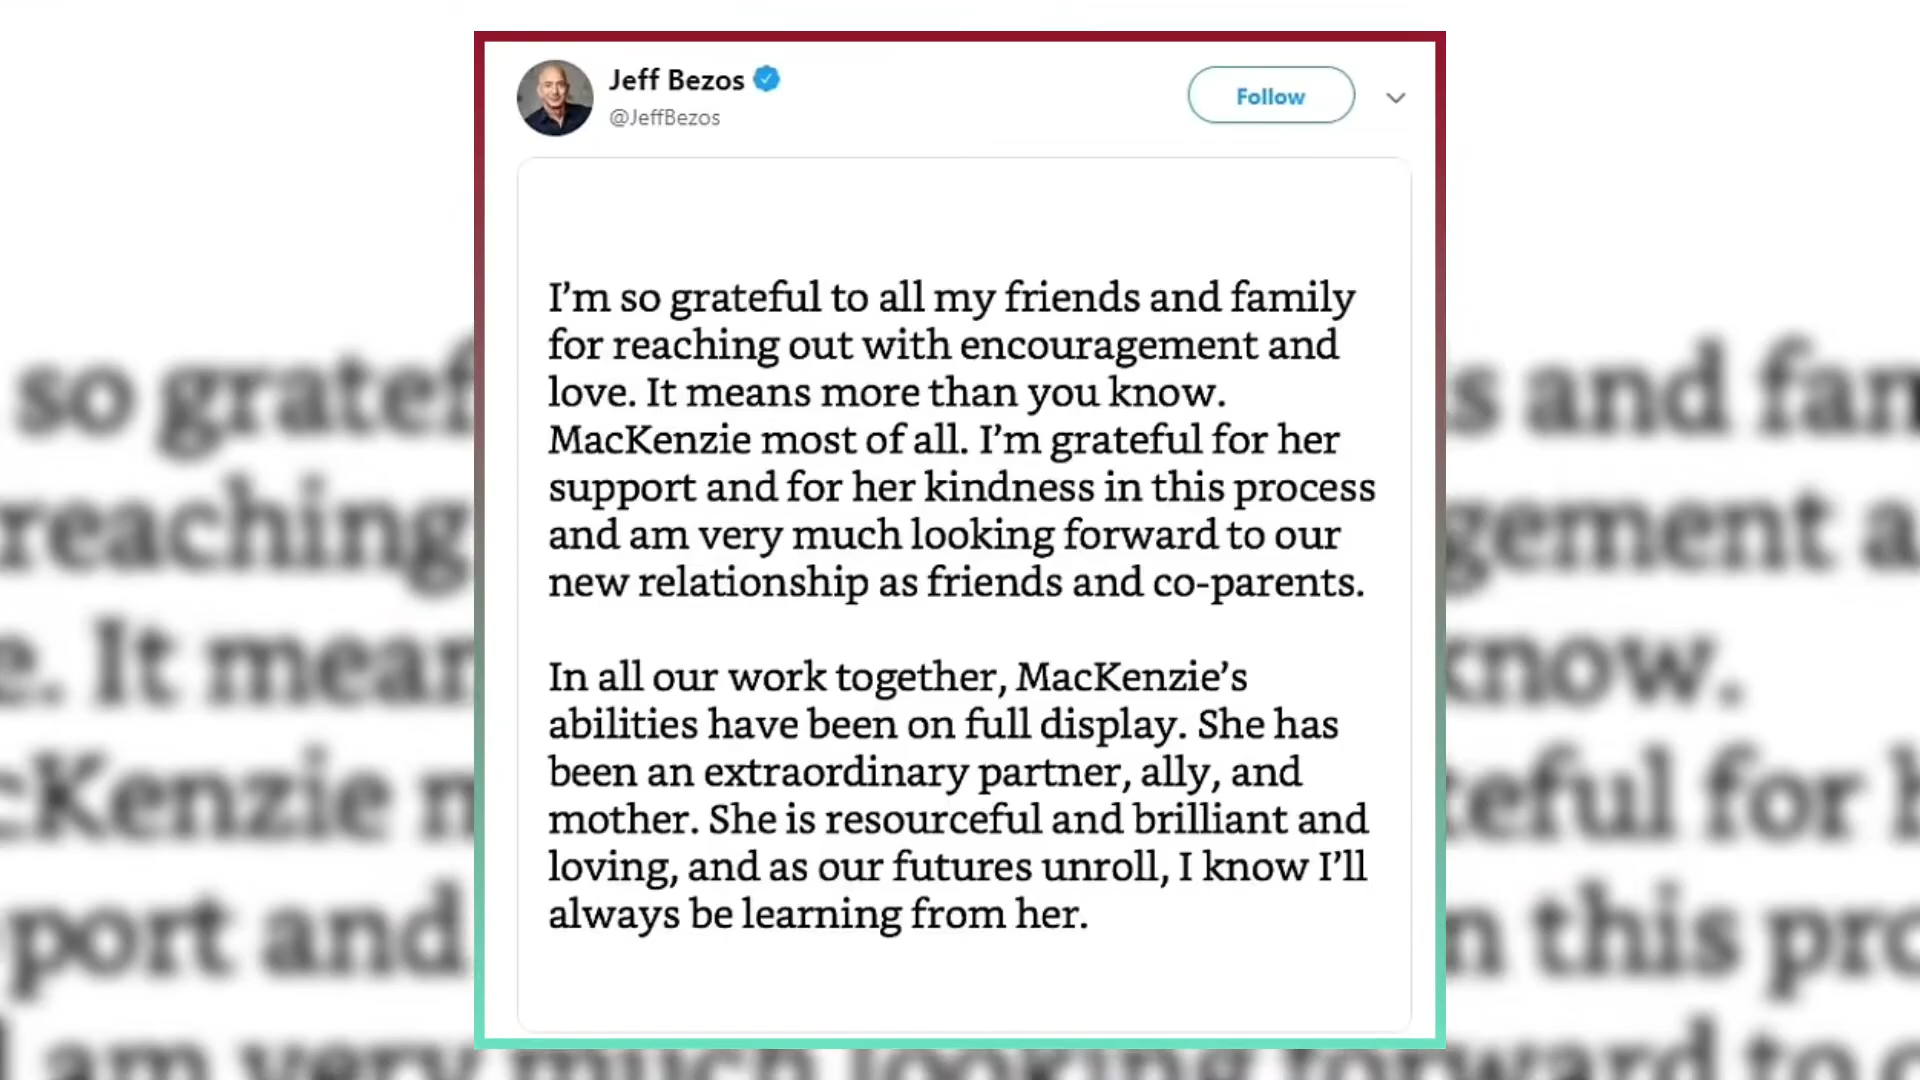 Jeff Bezos
@JeffBezos
Follow
I'm so grateful to all my friends and family
for reaching out with encouragement and
love. It means more than you know.
MacKenzie most of all. I'm grateful for her
support and for her kindness in this process
and am very much looking forward to our
new relationship as friends and co-parents.
In all our work together, MacKenzie's
abilities have been on full display. She has
been an extraordinary partner, ally, and
mother. She is resourceful and brilliant and
loving, and as our futures unroll, I know I'll
always be learning from her.